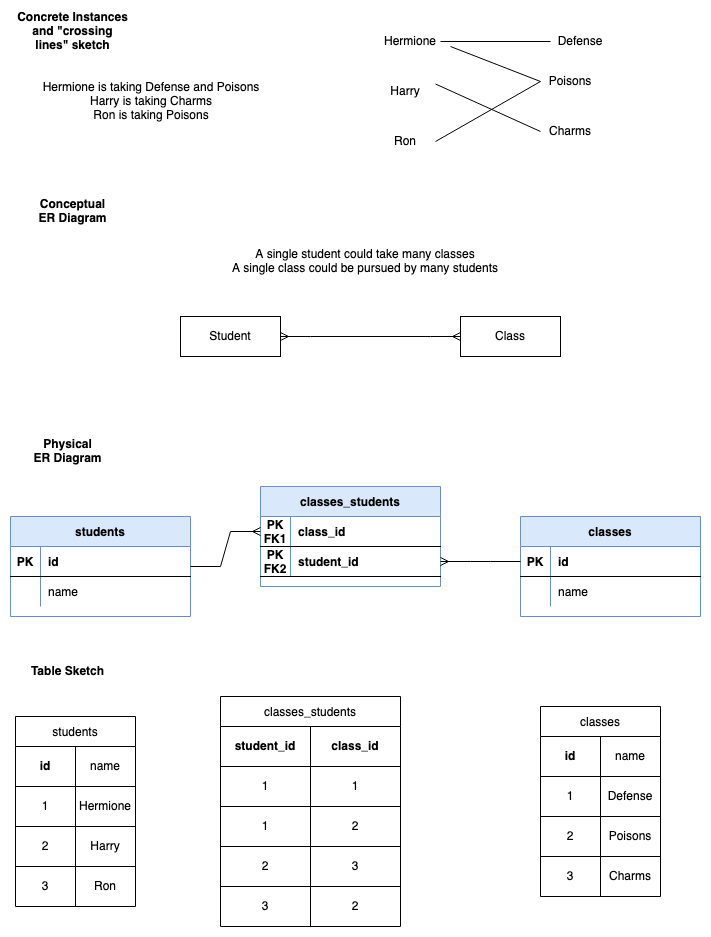 Concrete Instances
and "crossing
lines" sketch
Hermione is taking Defense and Poisons
Harry is taking Charms
Ron is taking Poisons
Hermione
Defense
Poisons
Harry
Charms
Ron
Conceptual
ER Diagram
A single student could take many classes
A single class could be pursued by many students
Student
Class
Physical
ER Diagram
students
PK id
name
classes_students
PK
FK1
class_id
PK
FK2
student_id
classes
PK id
name
Table Sketch
students
id name
1 Hermione
2 Harry
3 Ron
classes_students
student_id class_id
1 1
1 2
2 3
3 2
classes
id name
1 Defense
2 Poisons
3 Charms